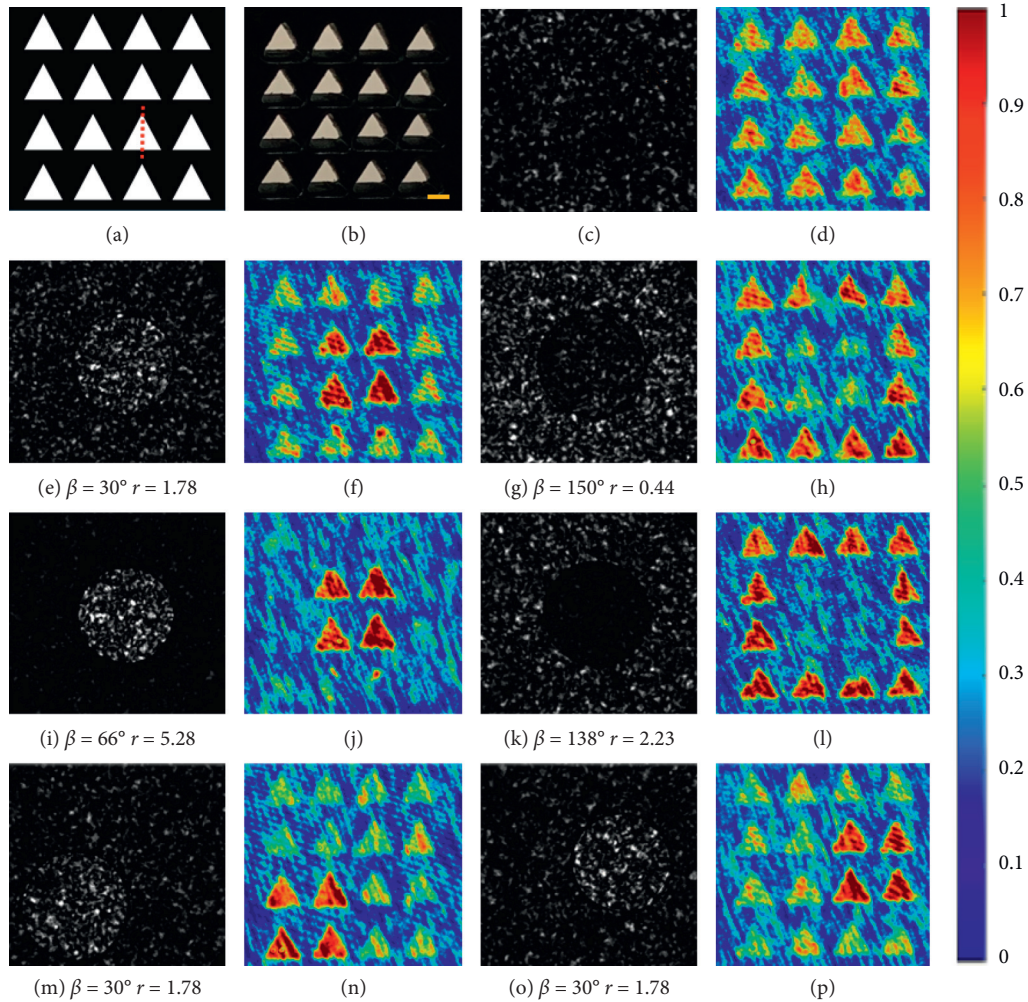 (a)
(b)
(c)
(d)
(e) β = 30° r = 1.78
(f)
(g) β = 150° r = 0.44
(h)
(i) β = 66° r = 5.28
(j)
(k) β = 138° r = 2.23
(l)
(m) β = 30° r = 1.78
(n)
(o) β = 30° r = 1.78
(p)
1
0.9
0.8
0.7
0.6
0.5
0.4
0.3
0.2
0.1
0